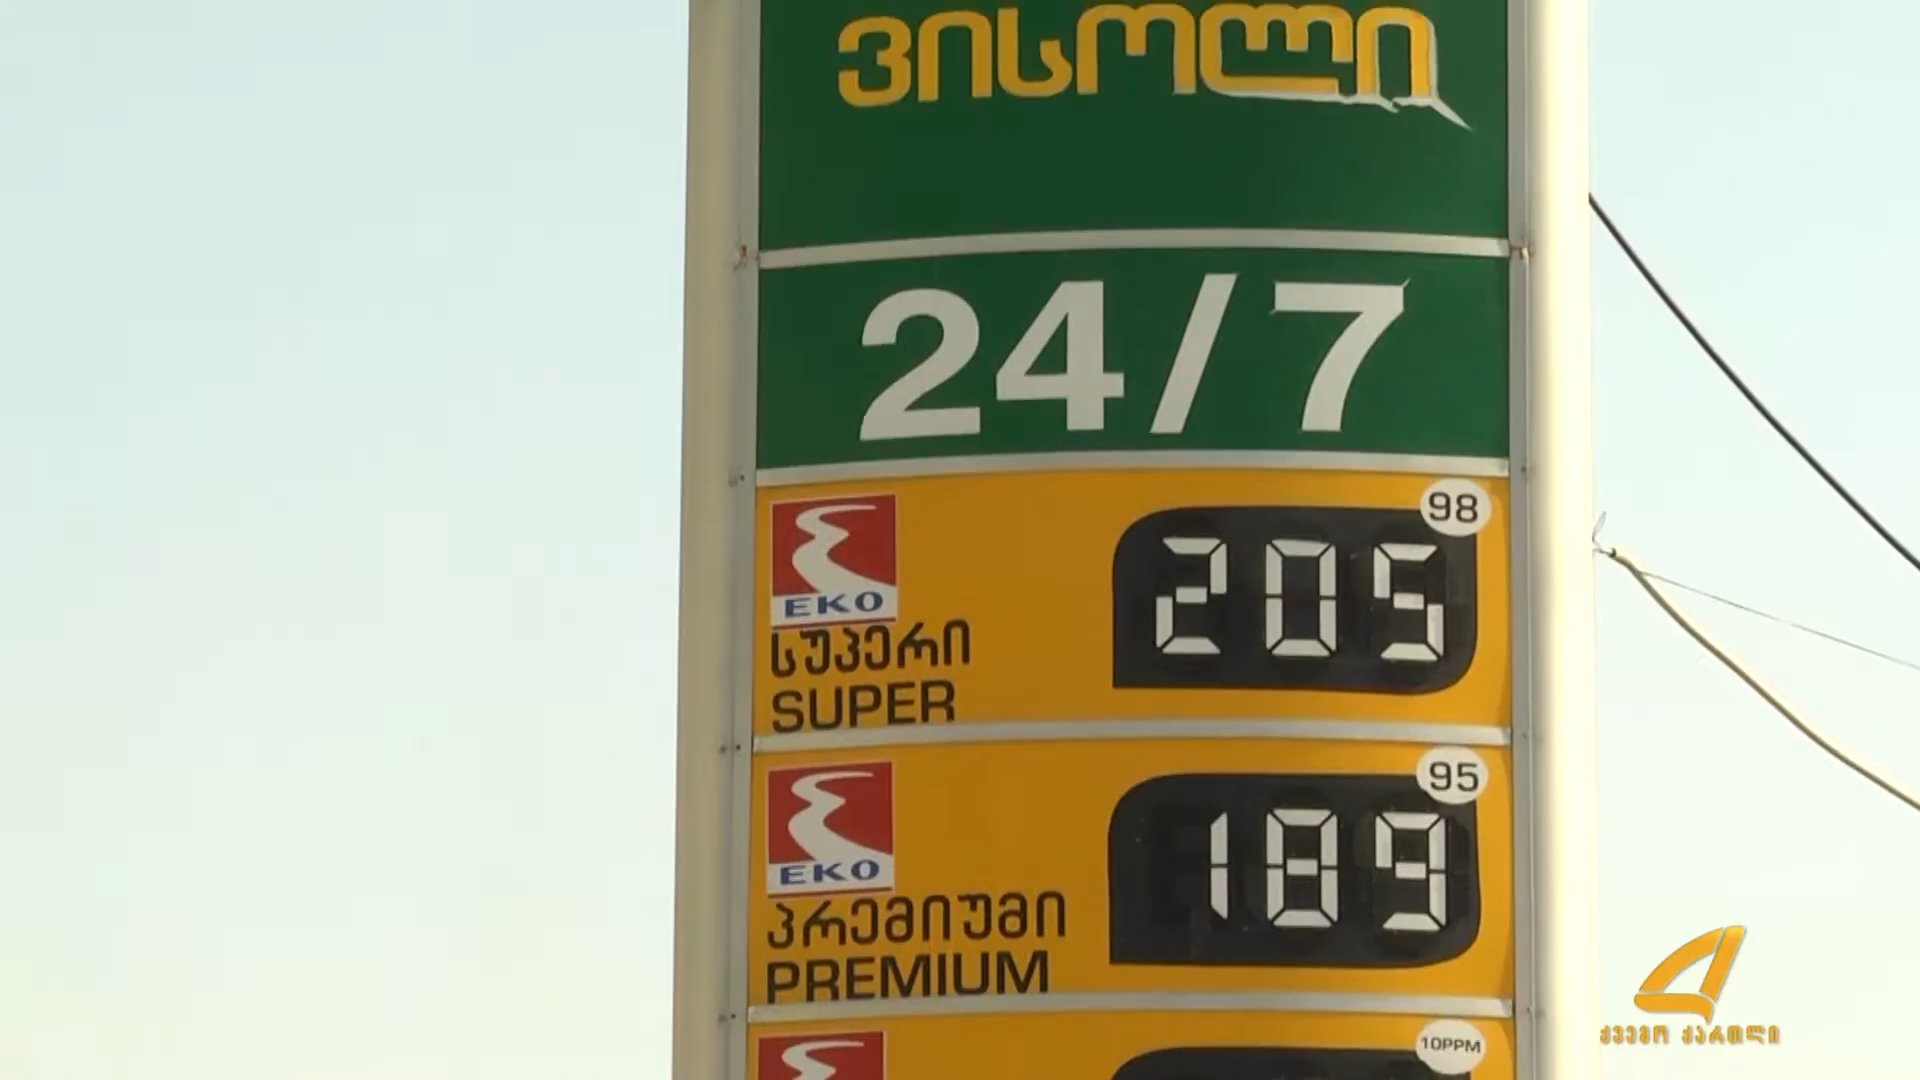 ვისოლი
24/7
98
EKO
205
სუპერი
SUPER
95
EKO
189
პრემიუმი
PREMIUM
10PPM
ქვემო ქართლი